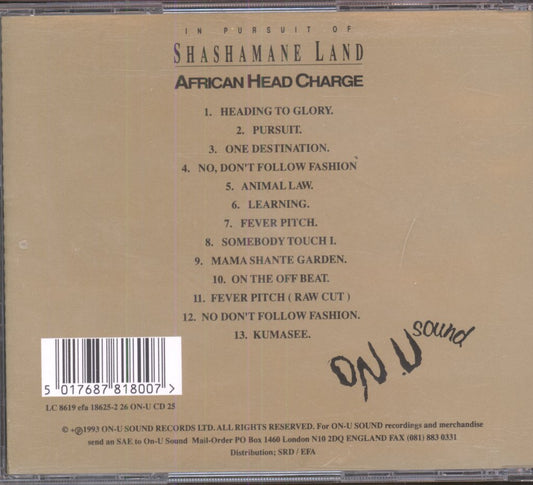 IN PURSUIT OF
SHASHAMANE LAND
AFRICAN HEAD CHARGE
1. HEADING TO GLORY.
2. PURSUIT.
3. ONE DESTINATION.
4. NO, DON'T FOLLOW FASHION
5. ANIMAL LAW.
6. LEARNING.
7. FEVER PITCH.
8. SOMEBODY TOUCH I.
9. MAMA SHANTE GARDEN.
10. ON THE OFF BEAT.
11. FEVER PITCH ( RAW CUT )
12. NO DON'T FOLLOW FASHION.
13. KUMASEE.
ON.U sound
5 017687 818007 >
LC 8619 efa 18625-2 26 ON-U CD 25
© +℗1993 ON-U SOUND RECORDS LTD. ALL RIGHTS RESERVED. For ON-U SOUND recordings and merchandise
send an SAE to On-U Sound Mail-Order PO Box 1460 London N10 2DQ ENGLAND FAX (081) 883 0331
Distribution; SRD / EFA